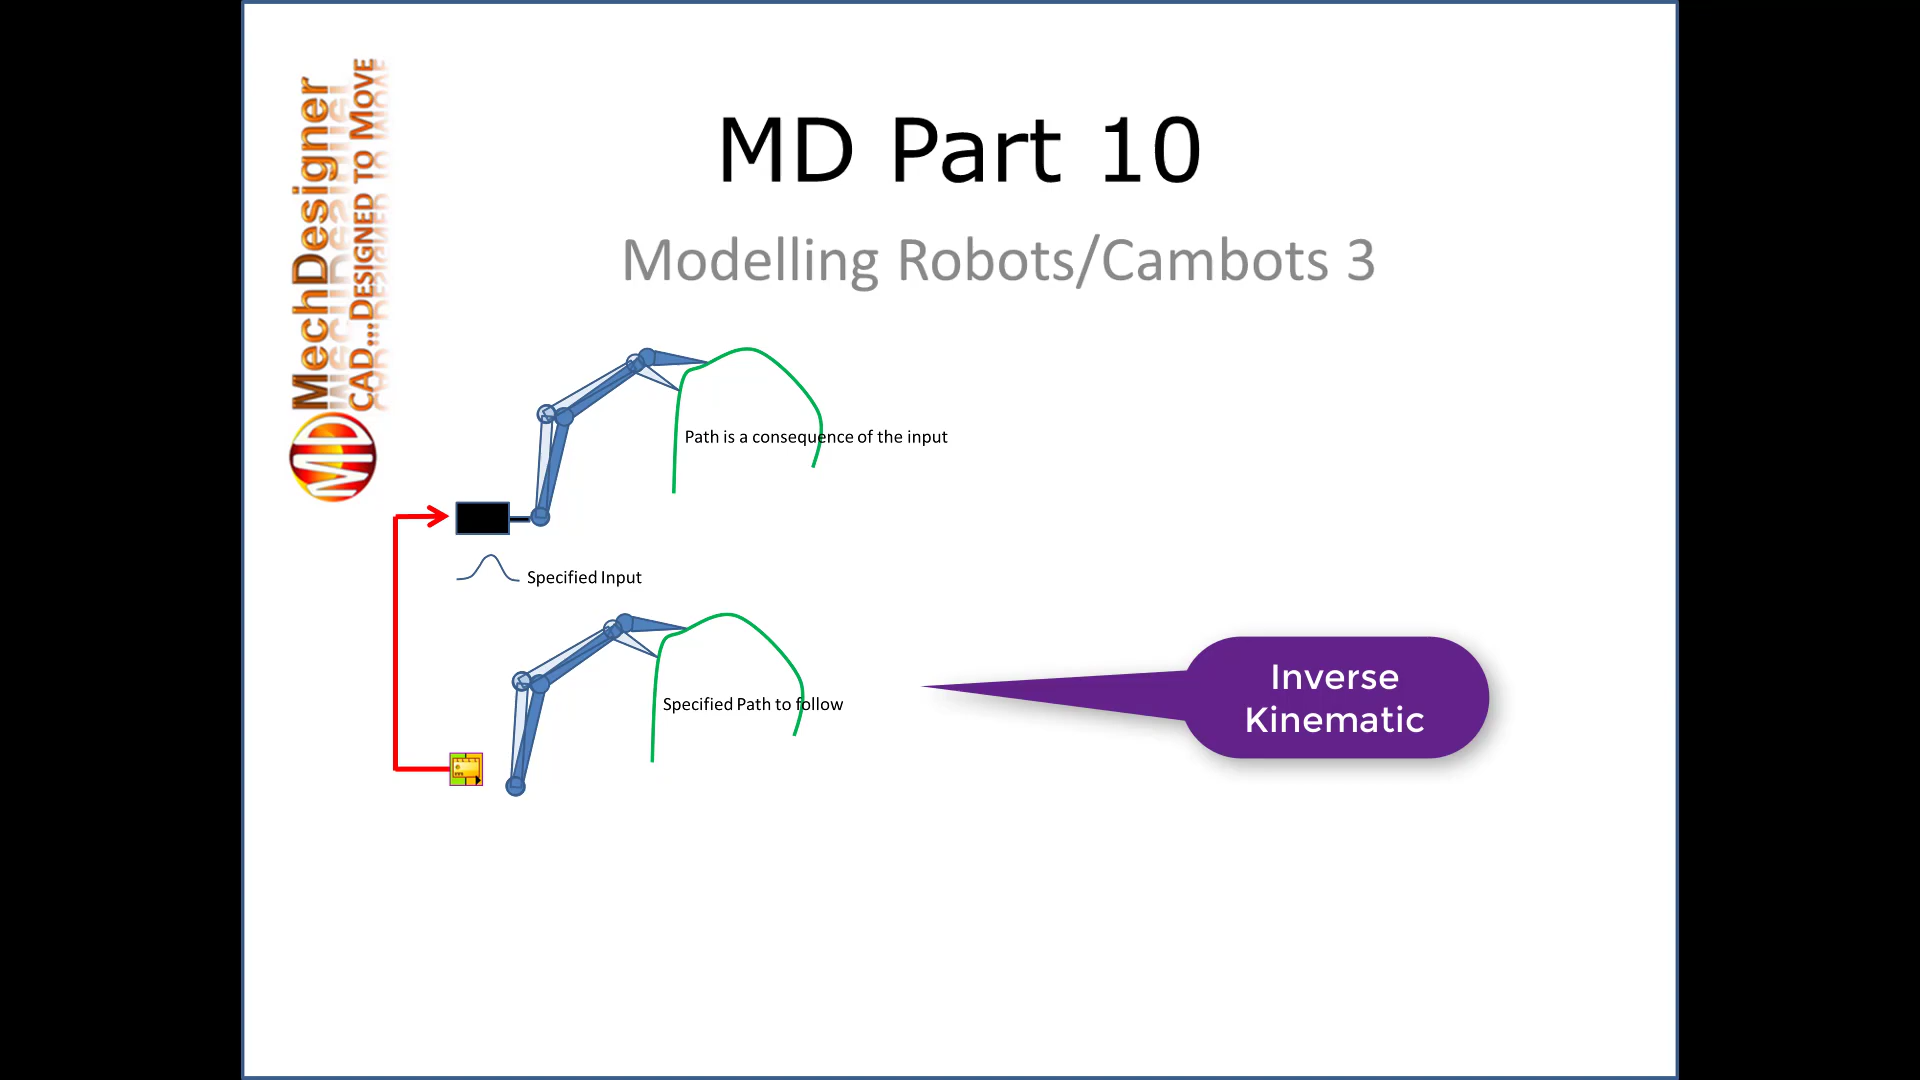 MechDesigner
CAD...DESIGNED TO MOVE
MD
MD Part 10
Modelling Robots/Cambots 3
Path is a consequence of the input
Specified Input
Specified Path to follow
Inverse
Kinematic